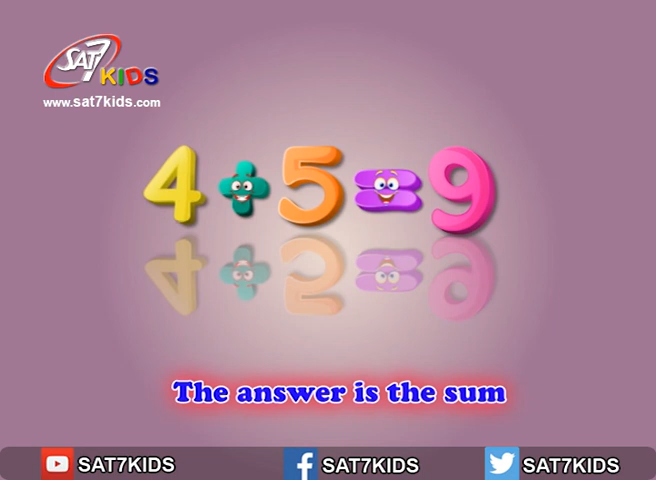 SAT7
KIDS
www.sat7kids.com
4+5=9
The answer is the sum
SAT7KIDS
SAT7KIDS
SAT7KIDS